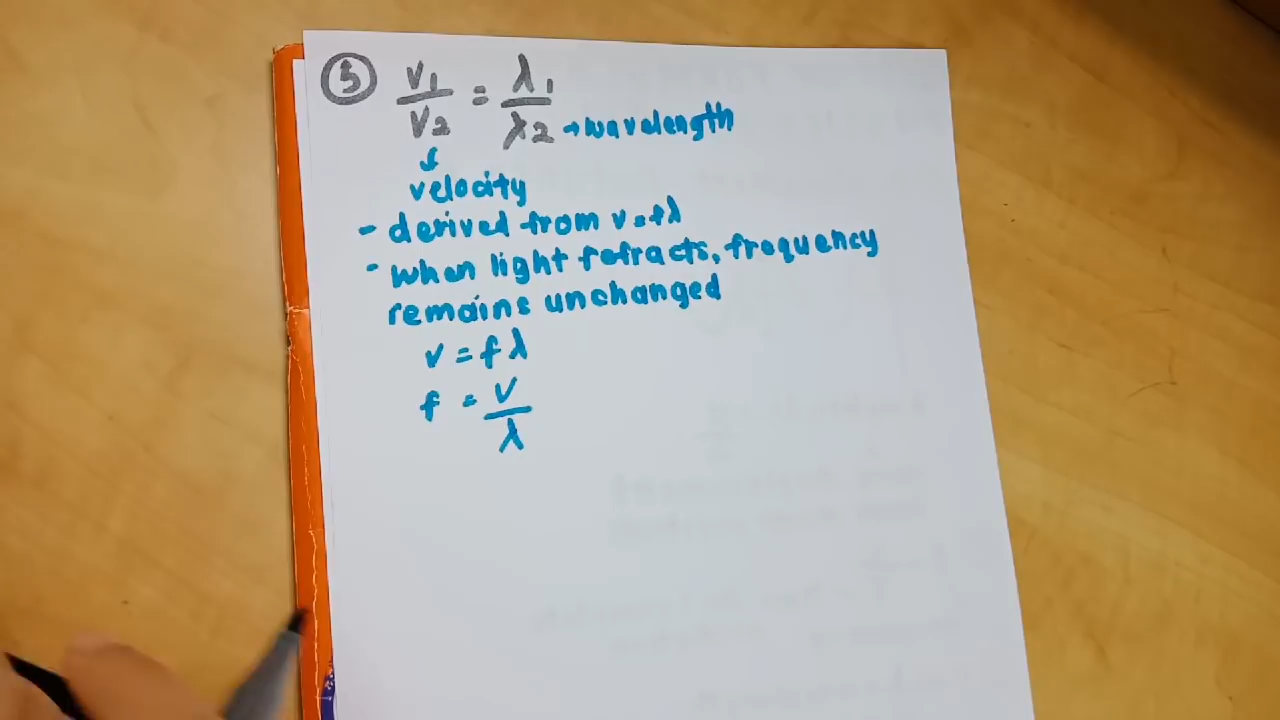 ⑤ v₁/v₂ = λ₁/λ₂ → wavelength
velocity
- derived from v=fλ
- when light refracts, frequency
remains unchanged
v = fλ
f = v/λ